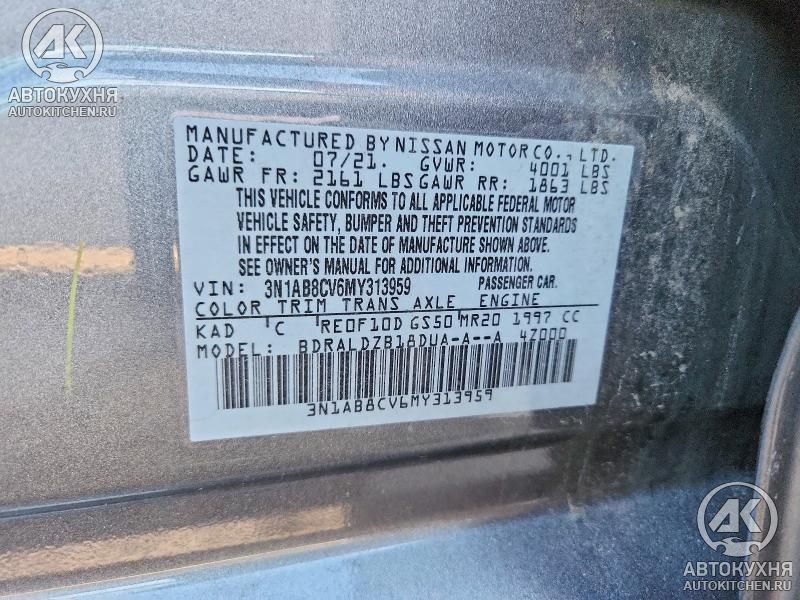 АК
АВТОКУХНЯ
AUTOKITCHEN.RU
MANUFACTURED BY NISSAN MOTOR CO., LTD.
DATE: 07/21. GVWR: 4001 LBS
GAWR FR: 2161 LBS GAWR RR: 1863 LBS
THIS VEHICLE CONFORMS TO ALL APPLICABLE FEDERAL MOTOR
VEHICLE SAFETY, BUMPER AND THEFT PREVENTION STANDARDS
IN EFFECT ON THE DATE OF MANUFACTURE SHOWN ABOVE.
SEE OWNER'S MANUAL FOR ADDITIONAL INFORMATION.
VIN: 3N1AB8CV6MY313959 PASSENGER CAR.
COLOR TRIM TRANS AXLE ENGINE
KAD C RE0F10D GS50 MR20 1997 CC
MODEL: BDRALDZB18DUA-A--A 4Z000
3N1AB8CV6MY313959
АК
АВТОКУХНЯ
AUTOKITCHEN.RU